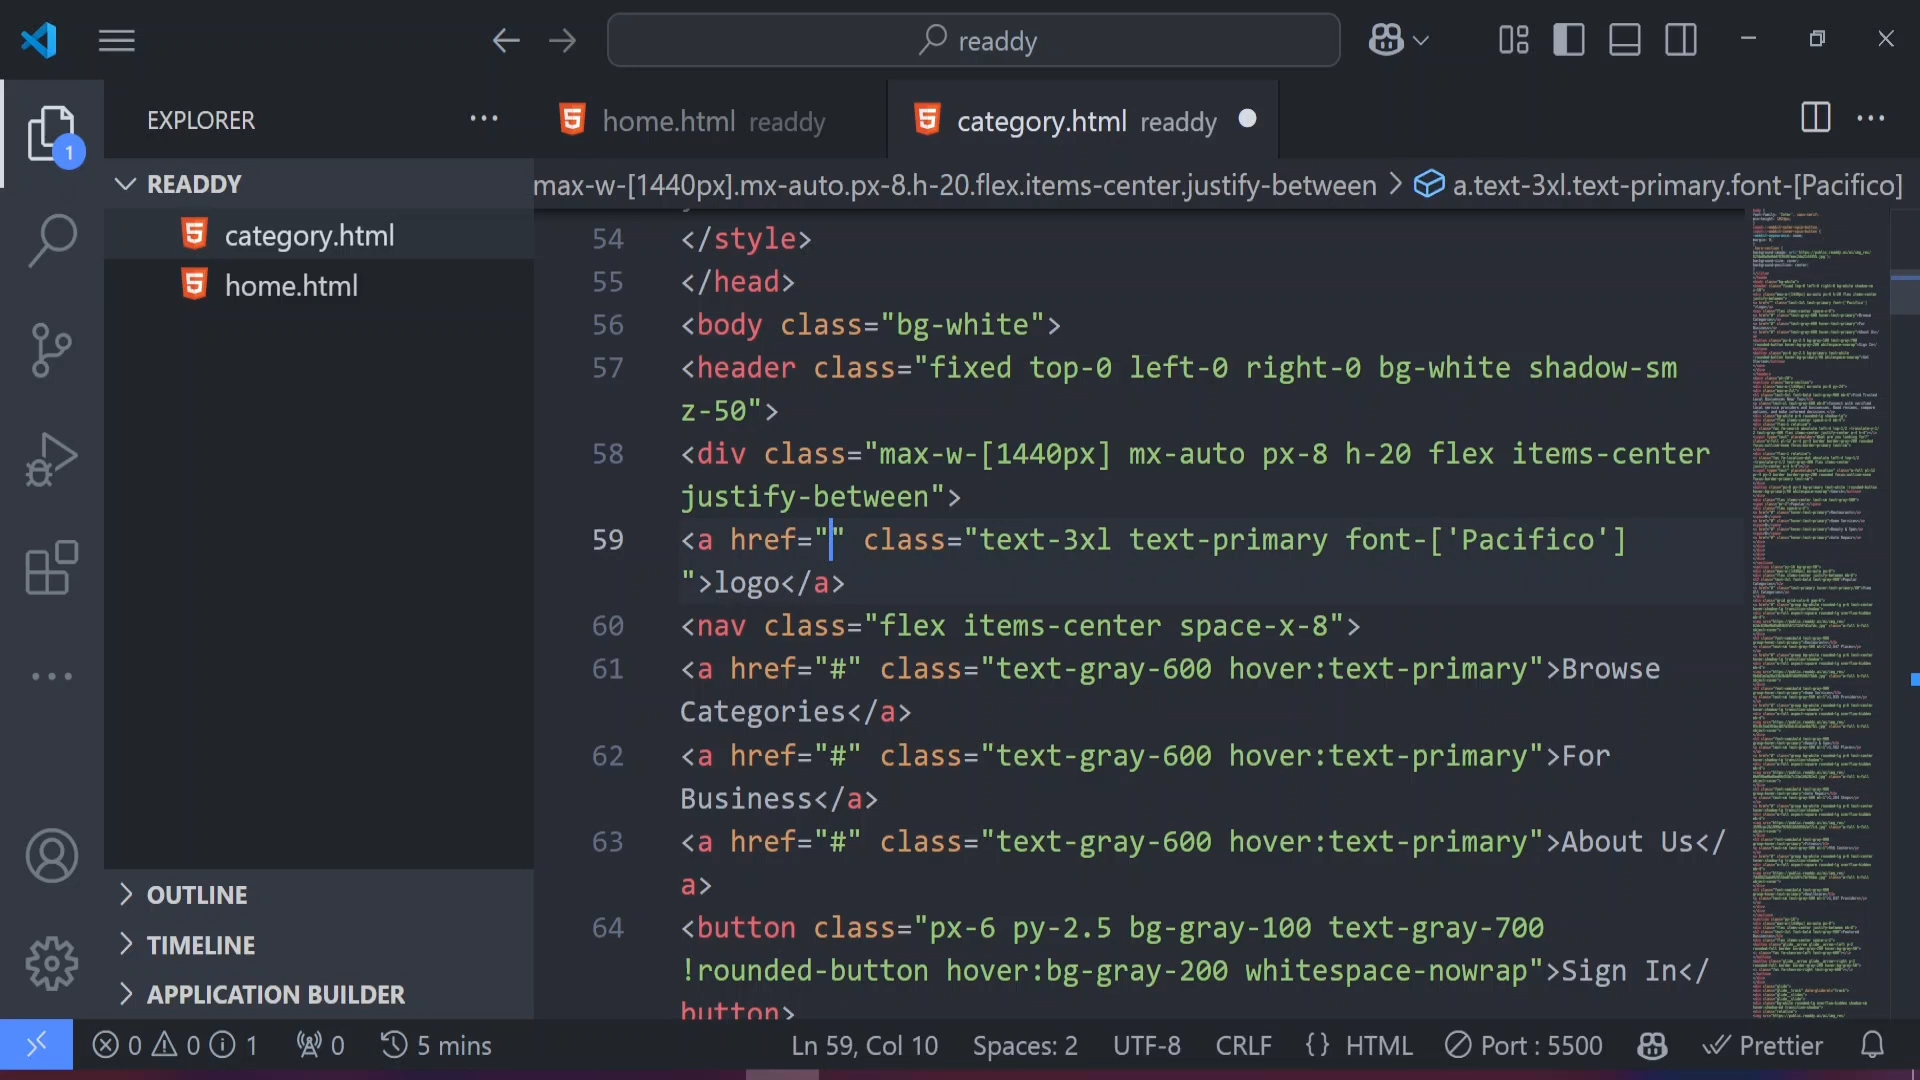 readdy
EXPLORER
home.html readdy
category.html readdy
1
READDY
max-w-[1440px].mx-auto.px-8.h-20.flex.items-center.justify-between > a.text-3xl.text-primary.font-[Pacifico]
category.html
home.html
54 </style>
55 </head>
56 <body class="bg-white">
57 <header class="fixed top-0 left-0 right-0 bg-white shadow-sm
z-50">
58 <div class="max-w-[1440px] mx-auto px-8 h-20 flex items-center
justify-between">
59 <a href="" class="text-3xl text-primary font-['Pacifico']
">logo</a>
60 <nav class="flex items-center space-x-8">
61 <a href="#" class="text-gray-600 hover:text-primary">Browse
Categories</a>
62 <a href="#" class="text-gray-600 hover:text-primary">For
Business</a>
63 <a href="#" class="text-gray-600 hover:text-primary">About Us</
a>
64 <button class="px-6 py-2.5 bg-gray-100 text-gray-700
!rounded-button hover:bg-gray-200 whitespace-nowrap">Sign In</
button>
OUTLINE
TIMELINE
APPLICATION BUILDER
0 0 1 0 5 mins Ln 59, Col 10 Spaces: 2 UTF-8 CRLF {} HTML Port : 5500 Prettier